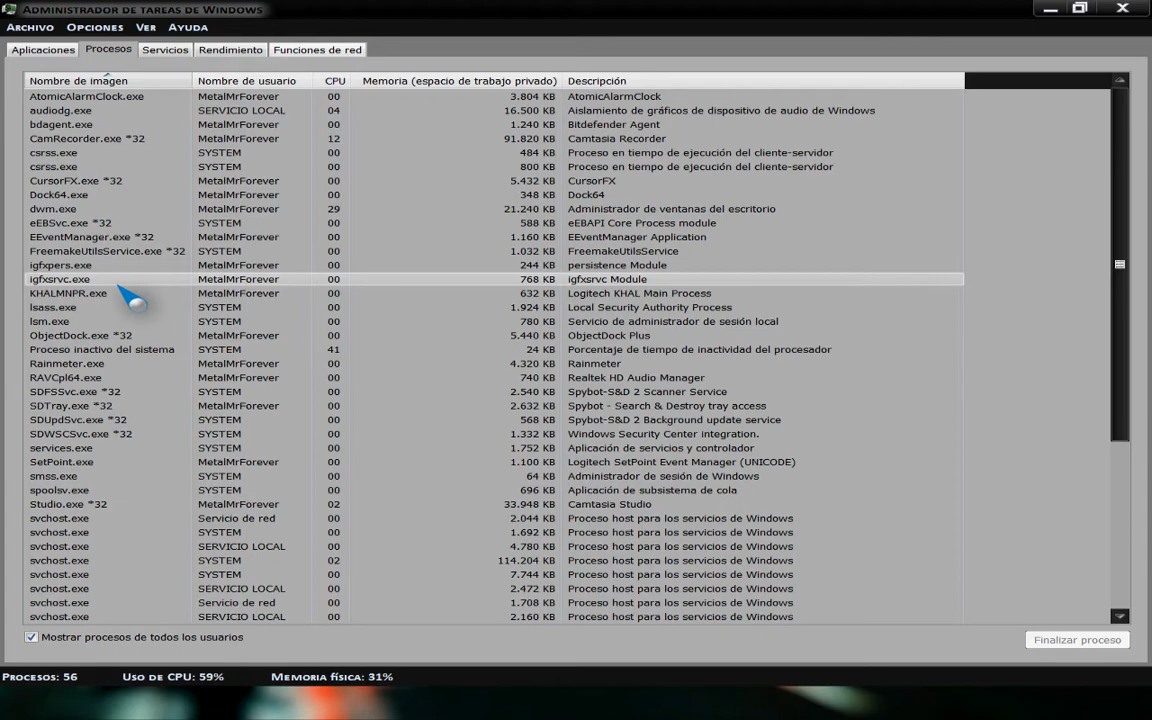 Administrador de tareas de Windows
Archivo Opciones Ver Ayuda
Aplicaciones Procesos Servicios Rendimiento Funciones de red
Nombre de imagen Nombre de usuario CPU Memoria (espacio de trabajo privado) Descripción
AtomicAlarmClock.exe MetalMrForever 00 3.804 KB AtomicAlarmClock
audiodg.exe SERVICIO LOCAL 04 16.500 KB Aislamiento de gráficos de dispositivo de audio de Windows
bdagent.exe MetalMrForever 00 1.240 KB Bitdefender Agent
CamRecorder.exe *32 MetalMrForever 12 91.820 KB Camtasia Recorder
csrss.exe SYSTEM 00 484 KB Proceso en tiempo de ejecución del cliente-servidor
csrss.exe SYSTEM 00 800 KB Proceso en tiempo de ejecución del cliente-servidor
CursorFX.exe *32 MetalMrForever 00 5.432 KB CursorFX
Dock64.exe MetalMrForever 00 348 KB Dock64
dwm.exe MetalMrForever 29 21.240 KB Administrador de ventanas del escritorio
eEBSvc.exe *32 SYSTEM 00 588 KB eEBAPI Core Process module
EEventManager.exe *32 MetalMrForever 00 1.160 KB EEventManager Application
FreemakeUtilsService.exe *32 SYSTEM 00 1.032 KB FreemakeUtilsService
igfxpers.exe MetalMrForever 00 244 KB persistence Module
igfxsrvc.exe MetalMrForever 00 768 KB igfxsrvc Module
KHALMNPR.exe MetalMrForever 00 632 KB Logitech KHAL Main Process
lsass.exe SYSTEM 00 1.924 KB Local Security Authority Process
lsm.exe SYSTEM 00 780 KB Servicio de administrador de sesión local
ObjectDock.exe *32 MetalMrForever 00 5.440 KB ObjectDock Plus
Proceso inactivo del sistema SYSTEM 41 24 KB Porcentaje de tiempo de inactividad del procesador
Rainmeter.exe MetalMrForever 00 4.320 KB Rainmeter
RAVCpl64.exe MetalMrForever 00 740 KB Realtek HD Audio Manager
SDFSSvc.exe *32 SYSTEM 00 2.540 KB Spybot-S&D 2 Scanner Service
SDTray.exe *32 MetalMrForever 00 2.632 KB Spybot - Search & Destroy tray access
SDUpdSvc.exe *32 SYSTEM 00 568 KB Spybot-S&D 2 Background update service
SDWSCSvc.exe *32 SYSTEM 00 1.332 KB Windows Security Center integration.
services.exe SYSTEM 00 1.752 KB Aplicación de servicios y controlador
SetPoint.exe MetalMrForever 00 1.100 KB Logitech SetPoint Event Manager (UNICODE)
smss.exe SYSTEM 00 64 KB Administrador de sesión de Windows
spoolsv.exe SYSTEM 00 696 KB Aplicación de subsistema de cola
Studio.exe *32 MetalMrForever 02 33.948 KB Camtasia Studio
svchost.exe Servicio de red 00 2.044 KB Proceso host para los servicios de Windows
svchost.exe SYSTEM 00 1.692 KB Proceso host para los servicios de Windows
svchost.exe SERVICIO LOCAL 00 4.780 KB Proceso host para los servicios de Windows
svchost.exe SYSTEM 02 114.204 KB Proceso host para los servicios de Windows
svchost.exe SYSTEM 00 7.744 KB Proceso host para los servicios de Windows
svchost.exe SERVICIO LOCAL 00 2.472 KB Proceso host para los servicios de Windows
svchost.exe Servicio de red 00 1.708 KB Proceso host para los servicios de Windows
svchost.exe SERVICIO LOCAL 00 2.160 KB Proceso host para los servicios de Windows
Mostrar procesos de todos los usuarios Finalizar proceso
Procesos: 56 Uso de CPU: 59% Memoria física: 31%